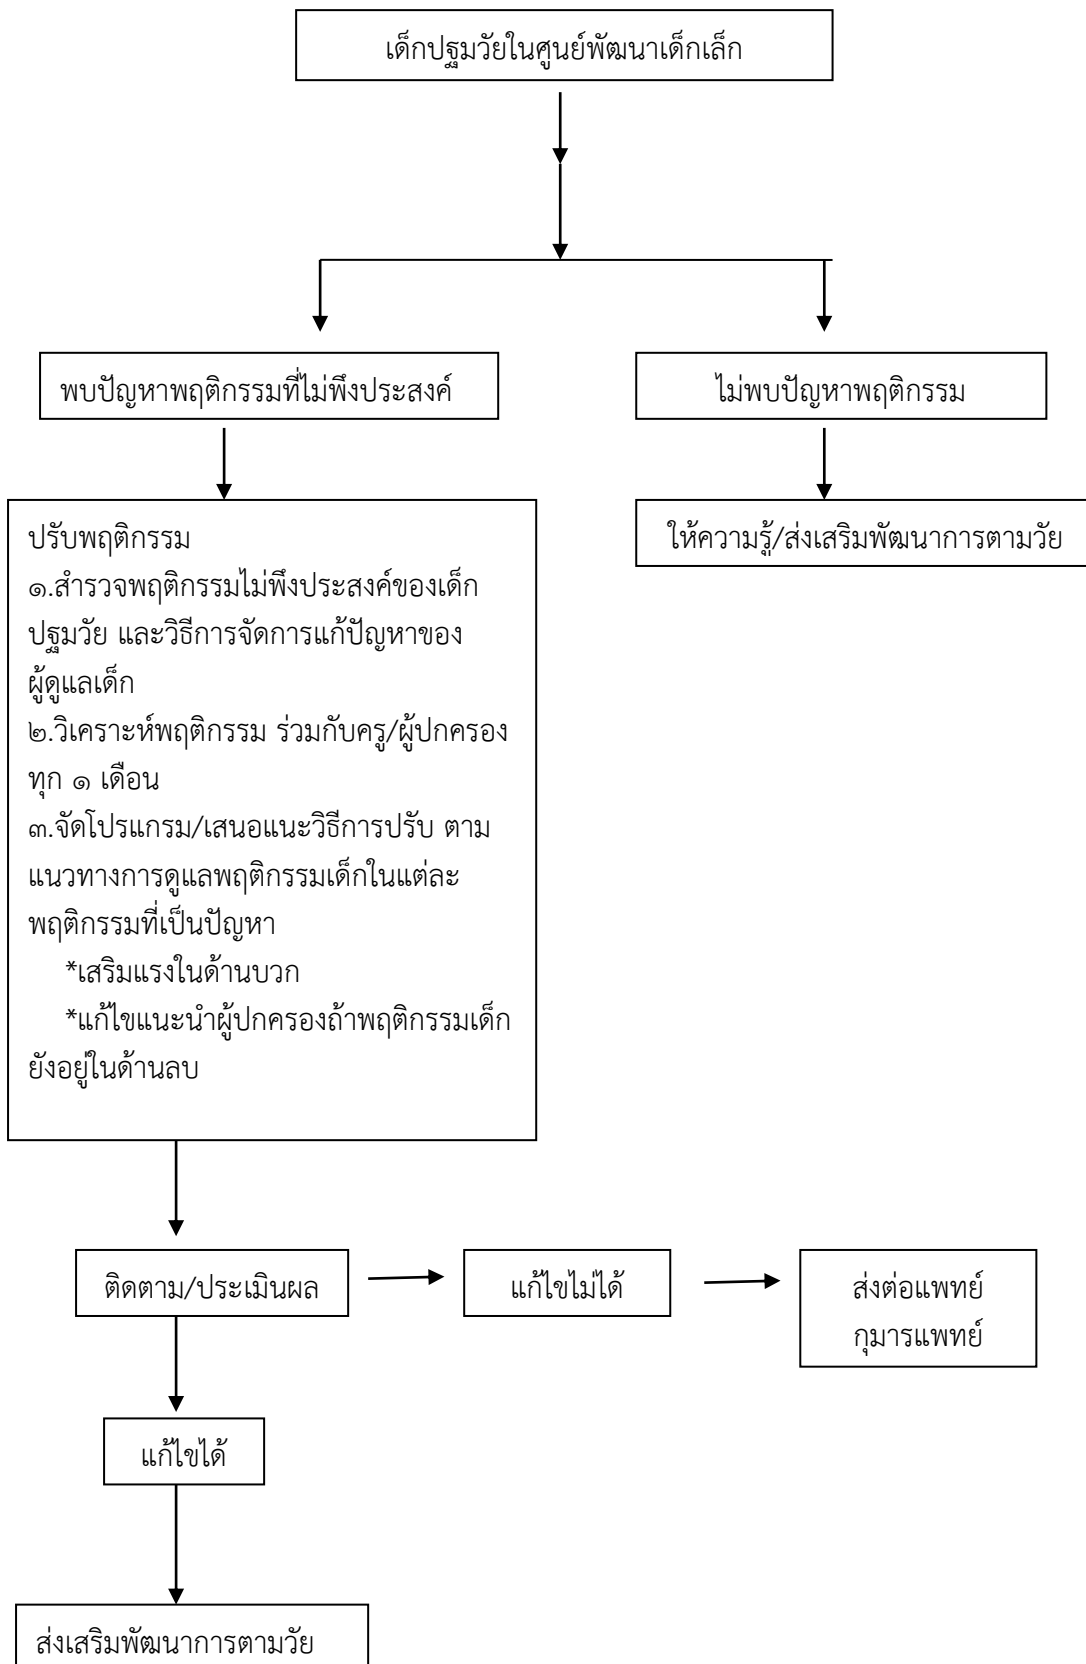 เด็กปฐมวัยในศูนย์พัฒนาเด็กเล็ก
พบปัญหาพฤติกรรมที่ไม่พึงประสงค์
ไม่พบปัญหาพฤติกรรม
ปรับพฤติกรรม
๑.สำรวจพฤติกรรมไม่พึงประสงค์ของเด็ก
ปฐมวัย และวิธีการจัดการแก้ปัญหาของ
ผู้ดูแลเด็ก
๒.วิเคราะห์พฤติกรรม ร่วมกับครู/ผู้ปกครอง
ทุก ๑ เดือน
๓.จัดโปรแกรม/เสนอแนะวิธีการปรับ ตาม
แนวทางการดูแลพฤติกรรมเด็กในแต่ละ
พฤติกรรมที่เป็นปัญหา
*เสริมแรงในด้านบวก
*แก้ไขแนะนำผู้ปกครองถ้าพฤติกรรมเด็ก
ยังอยู่ในด้านลบ
ให้ความรู้/ส่งเสริมพัฒนาการตามวัย
ติดตาม/ประเมินผล
แก้ไขไม่ได้
ส่งต่อแพทย์
กุมารแพทย์
แก้ไขได้
ส่งเสริมพัฒนาการตามวัย